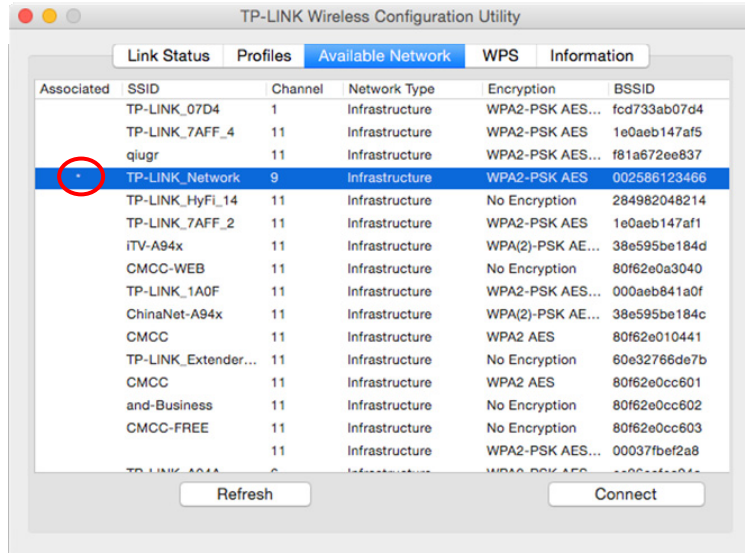 TP-LINK Wireless Configuration Utility
Link Status Profiles Available Network WPS Information
Associated SSID Channel Network Type Encryption BSSID
TP-LINK_07D4 1 Infrastructure WPA2-PSK AES... fcd733ab07d4
TP-LINK_7AFF_4 11 Infrastructure WPA2-PSK AES 1e0aeb147af5
qiugr 11 Infrastructure WPA2-PSK AES... f81a672ee837
* TP-LINK_Network 9 Infrastructure WPA2-PSK AES 002586123466
TP-LINK_HyFi_14 11 Infrastructure No Encryption 284982048214
TP-LINK_7AFF_2 11 Infrastructure WPA2-PSK AES 1e0aeb147af1
iTV-A94x 11 Infrastructure WPA(2)-PSK AE... 38e595be184d
CMCC-WEB 11 Infrastructure No Encryption 80f62e0a3040
TP-LINK_1A0F 11 Infrastructure WPA2-PSK AES... 000aeb841a0f
ChinaNet-A94x 11 Infrastructure WPA(2)-PSK AE... 38e595be184c
CMCC 11 Infrastructure WPA2 AES 80f62e010441
TP-LINK_Extender... 11 Infrastructure No Encryption 60e32766de7b
CMCC 11 Infrastructure WPA2 AES 80f62e0cc601
and-Business 11 Infrastructure No Encryption 80f62e0cc602
CMCC-FREE 11 Infrastructure No Encryption 80f62e0cc603
11 Infrastructure WPA2-PSK AES... 00037fbef2a8
Refresh Connect